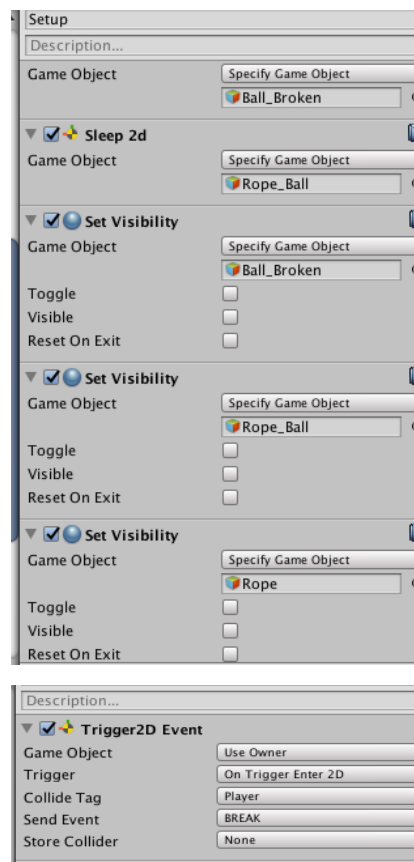 Setup
Description...
Game Object Specify Game Object
Ball_Broken
Sleep 2d
Game Object Specify Game Object
Rope_Ball
Set Visibility
Game Object Specify Game Object
Ball_Broken
Toggle
Visible
Reset On Exit
Set Visibility
Game Object Specify Game Object
Rope_Ball
Toggle
Visible
Reset On Exit
Set Visibility
Game Object Specify Game Object
Rope
Toggle
Visible
Reset On Exit
Description...
Trigger2D Event
Game Object Use Owner
Trigger On Trigger Enter 2D
Collide Tag Player
Send Event BREAK
Store Collider None